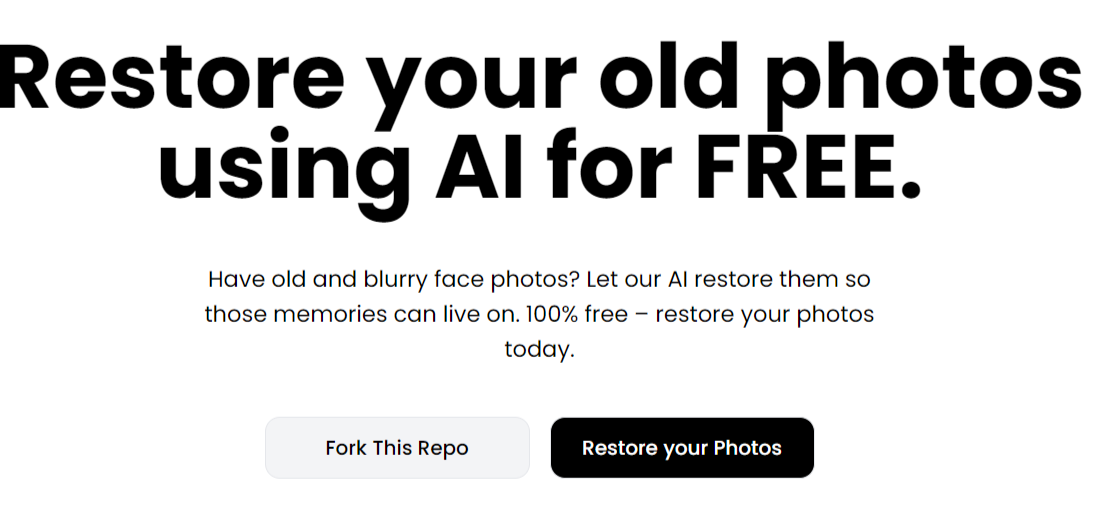 Restore your old photos
using AI for FREE.
Have old and blurry face photos? Let our AI restore them so
those memories can live on. 100% free – restore your photos
today.
Fork This Repo
Restore your Photos